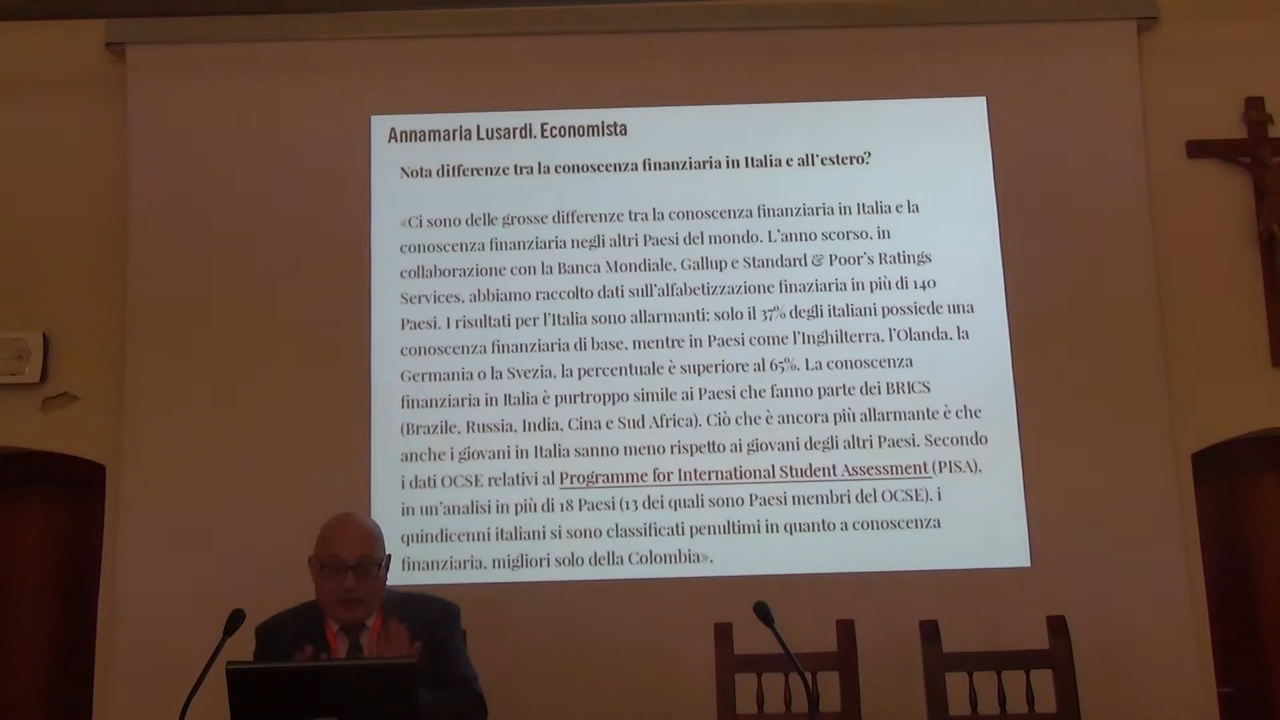 Annamaria Lusardi. Economista
Nota differenze tra la conoscenza finanziaria in Italia e all'estero?
«Ci sono delle grosse differenze tra la conoscenza finanziaria in Italia e la
conoscenza finanziaria negli altri Paesi del mondo. L'anno scorso, in
collaborazione con la Banca Mondiale, Gallup e Standard & Poor's Ratings
Services, abbiamo raccolto dati sull'alfabetizzazione finaziaria in più di 140
Paesi. I risultati per l'Italia sono allarmanti: solo il 37% degli italiani possiede una
conoscenza finanziaria di base, mentre in Paesi come l'Inghilterra, l'Olanda, la
Germania o la Svezia, la percentuale è superiore al 65%. La conoscenza
finanziaria in Italia è purtroppo simile ai Paesi che fanno parte dei BRICS
(Brazile, Russia, India, Cina e Sud Africa). Ciò che è ancora più allarmante è che
anche i giovani in Italia sanno meno rispetto ai giovani degli altri Paesi. Secondo
i dati OCSE relativi al Programme for International Student Assessment (PISA),
in un'analisi in più di 18 Paesi (13 dei quali sono Paesi membri del OCSE), i
quindicenni italiani si sono classificati penultimi in quanto a conoscenza
finanziaria, migliori solo della Colombia».